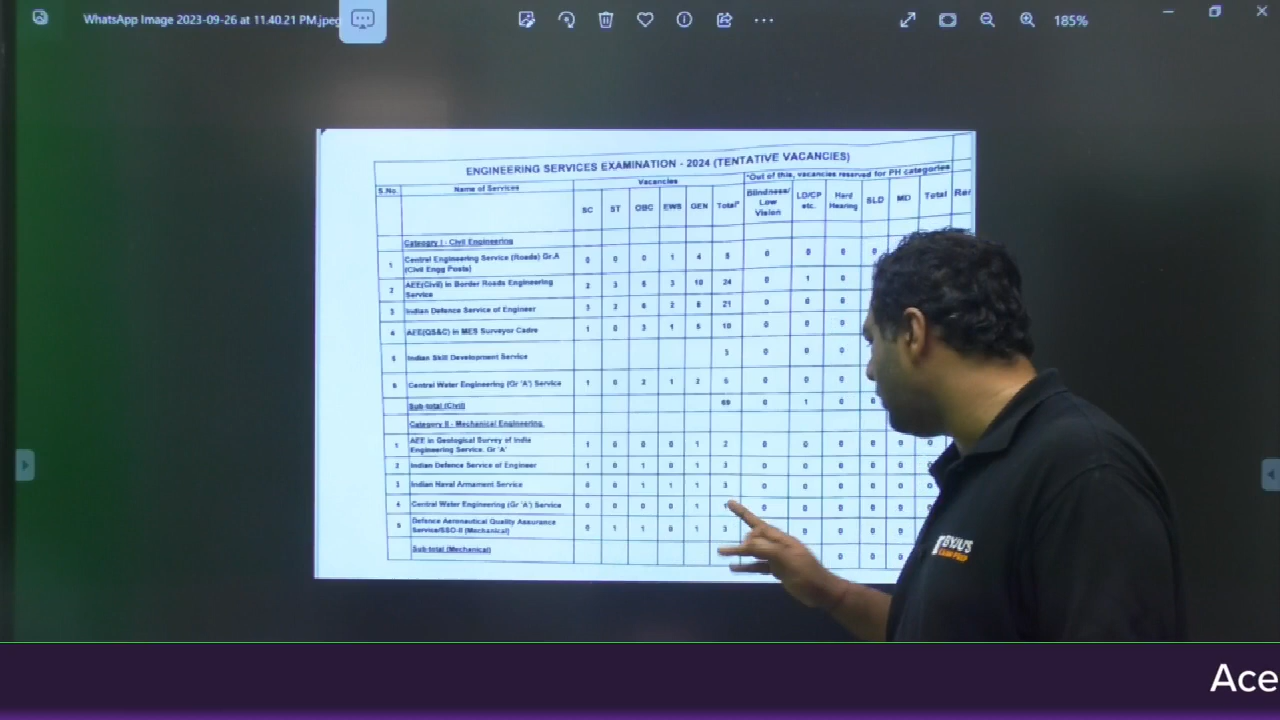 WhatsApp Image 2023-09-26 at 11.40.21 PM.jpeg
185%
ENGINEERING SERVICES EXAMINATION - 2024 (TENTATIVE VACANCIES)
S.No. Name of Services Vacancies *Out of this, vacancies reserved for PH categories
SC ST OBC EWS GEN Total* Blindness/ Low Vision LD/CP etc. Hard Hearing SLD MD Total
Category I - Civil Engineering
1 Central Engineering Service (Roads) Gr.A (Civil Engg Posts) 0 0 0 1 4 5 0 0 0 0
2 AEE(Civil) in Border Roads Engineering Service 2 3 6 3 10 24 0 1 0
3 Indian Defence Service of Engineer 3 2 6 2 8 21 0 0 0
4 AEE(QS&C) in MES Surveyor Cadre 1 0 3 1 5 10 0 0 0
5 Indian Skill Development Service 3 0 0 0
6 Central Water Engineering (Gr 'A') Service 1 0 2 1 2 6 0 0 0
Sub-total (Civil) 69 0 1 0 0
Category II - Mechanical Engineering
1 AEE in Geological Survey of India Engineering Service. Gr 'A' 1 0 0 0 1 2 0 0 0 0 0 0
2 Indian Defence Service of Engineer 1 0 1 0 1 3 0 0 0 0 0 0
3 Indian Naval Armament Service 0 0 1 1 1 3 0 0 0 0 0 0
4 Central Water Engineering (Gr 'A') Service 0 0 0 0 1 1 0 0 0 0
5 Defence Aeronautical Quality Assurance Service/SSO-II (Mechanical) 0 1 1 0 1 3 0 0 0 0
Sub-total (Mechanical) 0 0 0
BYJU'S
EXAM PREP
Ace